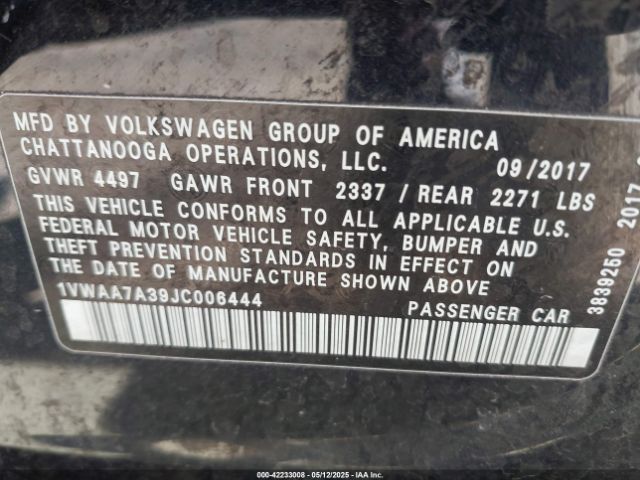 MFD BY VOLKSWAGEN GROUP OF AMERICA
CHATTANOOGA OPERATIONS, LLC. 09/2017
GVWR 4497 GAWR FRONT 2337 / REAR 2271 LBS
THIS VEHICLE CONFORMS TO ALL APPLICABLE U.S.
FEDERAL MOTOR VEHICLE SAFETY, BUMPER AND
THEFT PREVENTION STANDARDS IN EFFECT ON
THE DATE OF MANUFACTURE SHOWN ABOVE
1VWAA7A39JC006444 PASSENGER CAR
3839250 2017
000-42233008 - 05/12/2025 - IAAI.com